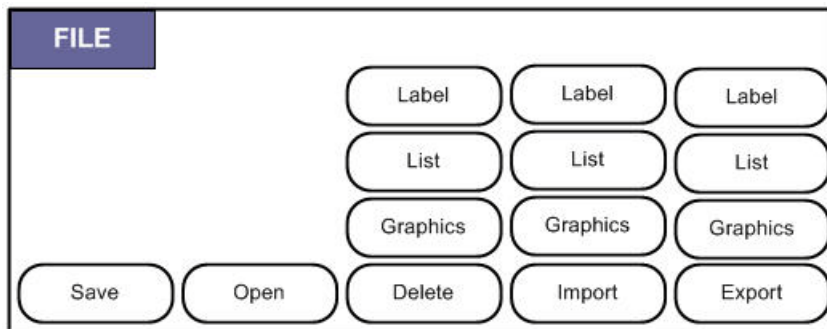 FILE
Label Label Label
List List List
Graphics Graphics Graphics
Save Open Delete Import Export